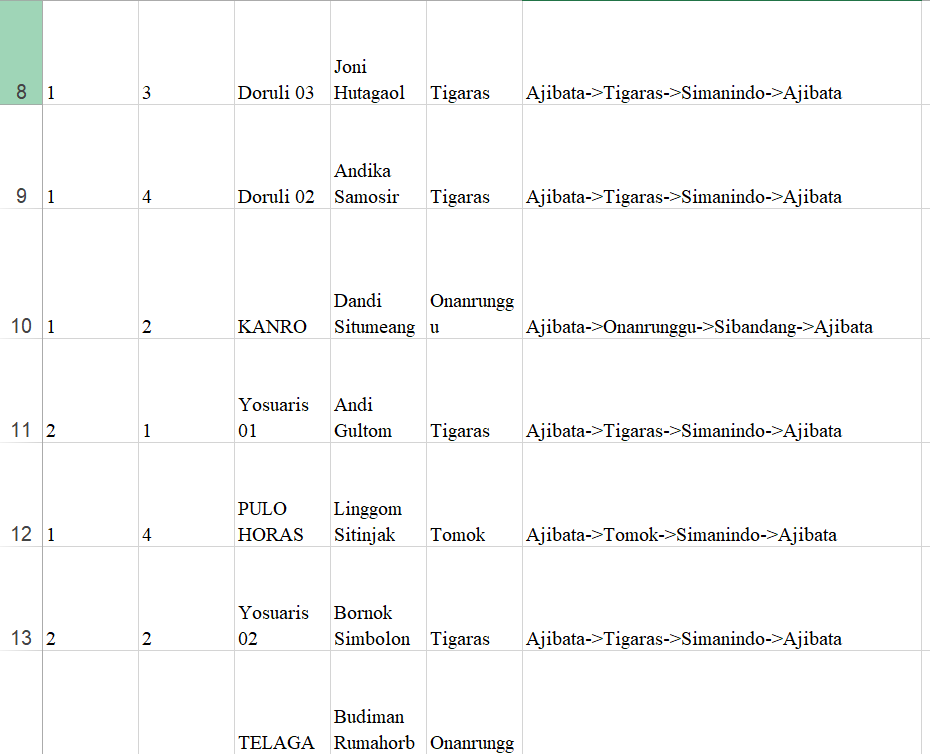 8 1 3 Doruli 03 Joni Hutagaol Tigaras Ajibata->Tigaras->Simanindo->Ajibata
9 1 4 Doruli 02 Andika Samosir Tigaras Ajibata->Tigaras->Simanindo->Ajibata
10 1 2 KANRO Dandi Situmeang Onanrunggu Ajibata->Onanrunggu->Sibandang->Ajibata
11 2 1 Yosuaris 01 Andi Gultom Tigaras Ajibata->Tigaras->Simanindo->Ajibata
12 1 4 PULO HORAS Linggom Sitinjak Tomok Ajibata->Tomok->Simanindo->Ajibata
13 2 2 Yosuaris 02 Bornok Simbolon Tigaras Ajibata->Tigaras->Simanindo->Ajibata
TELAGA Budiman Rumahorb Onanrungg